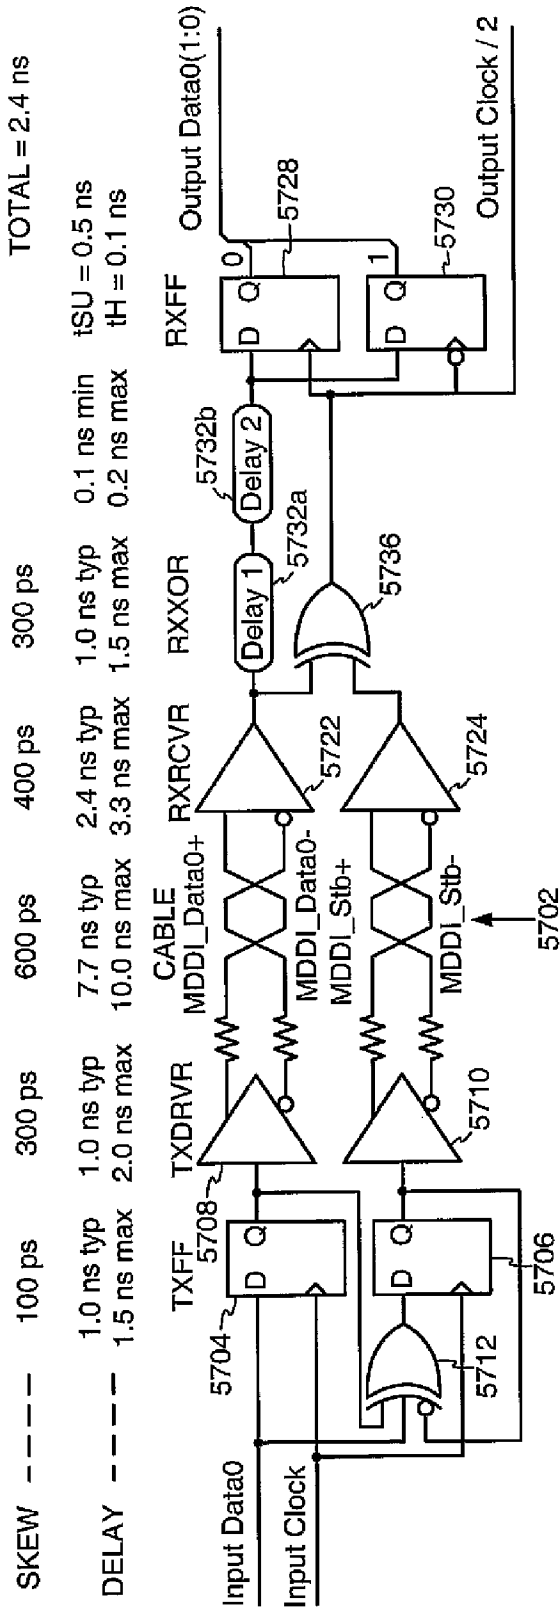 SKEW ---- 100 ps 300 ps 600 ps 400 ps 300 ps TOTAL = 2.4 ns
DELAY ---- 1.0 ns typ 1.0 ns typ 7.7 ns typ 2.4 ns typ 1.0 ns typ 0.1 ns min tSU = 0.5 ns
1.5 ns max 2.0 ns max 10.0 ns max 3.3 ns max 1.5 ns max 0.2 ns max tH = 0.1 ns
TXFF TXDRVR CABLE RXRCVR RXXOR RXFF
MDDI_Data0+
5704
5708
5732b
Input Data0
D Q
Delay 1
Delay 2
D Q
0
Output Data0(1:0)
5722
5732a
5728
MDDI_Data0-
MDDI_Stb+
Input Clock
D Q
D Q
1
5736
5730
MDDI_Stb-
5712
5706
5710
5724
Output Clock / 2
5702